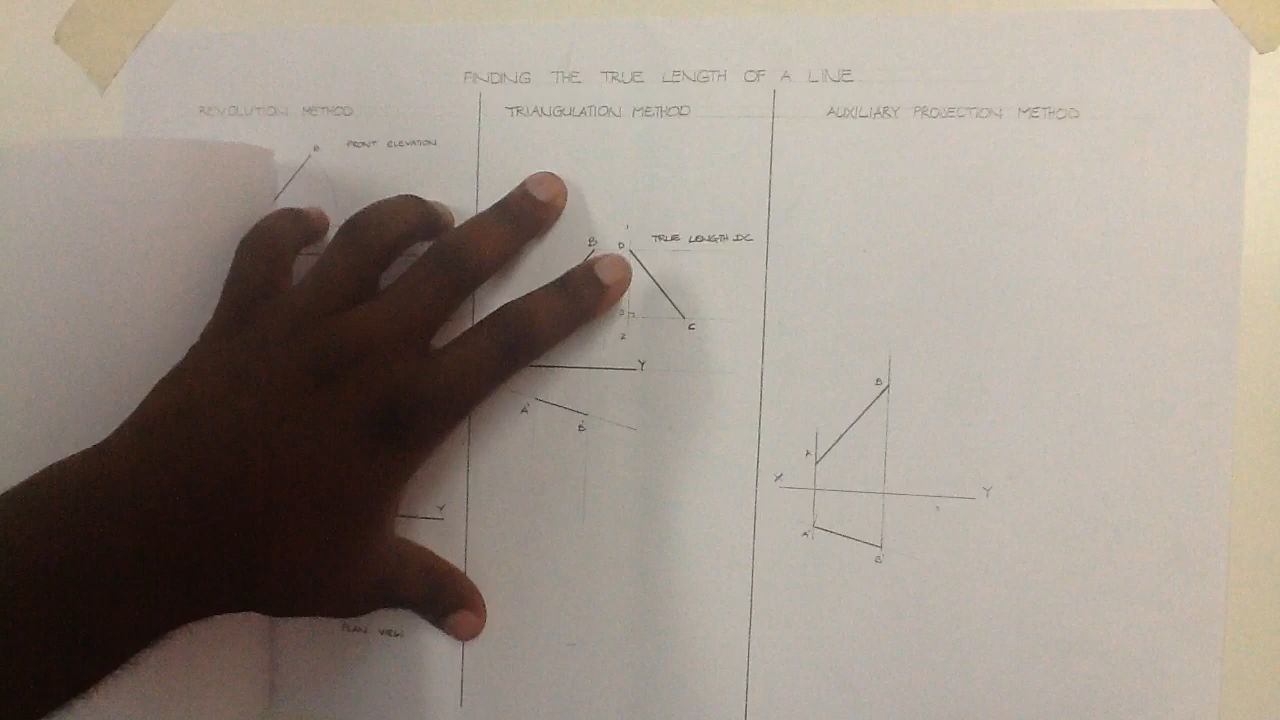 FINDING THE TRUE LENGTH OF A LINE
REVOLUTION METHOD
FRONT ELEVATION
Y
PLAN VIEW
TRIANGULATION METHOD
B
D
TRUE LENGTH DC
C
Y
A'
B'
AUXILIARY PROJECTION METHOD
B
A
X
Y
A'
B'